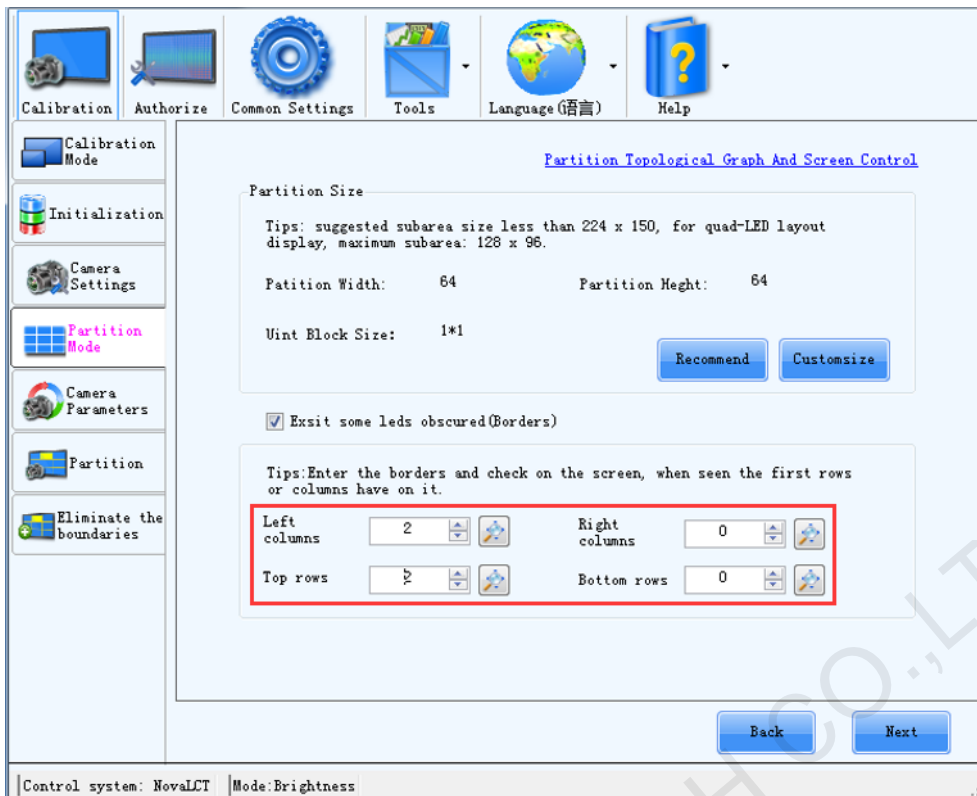 Calibration Authorize Common Settings Tools Language(语言) Help
Calibration
Mode
Initialization
Camera
Settings
Partition
Mode
Camera
Parameters
Partition
Eliminate the
boundaries
Partition Topological Graph And Screen Control
Partition Size
Tips: suggested subarea size less than 224 x 150, for quad-LED layout
display, maximum subarea: 128 x 96.
Patition Width: 64 Partition Heght: 64
Uint Block Size: 1*1
Recommend Customsize
Exsit some leds obscured(Borders)
Tips:Enter the borders and check on the screen, when seen the first rows
or columns have on it.
Left
columns 2
Right
columns 0
Top rows 2 Bottom rows 0
Back Next
Control system: NovaLCT Mode:Brightness
H CO.,LT